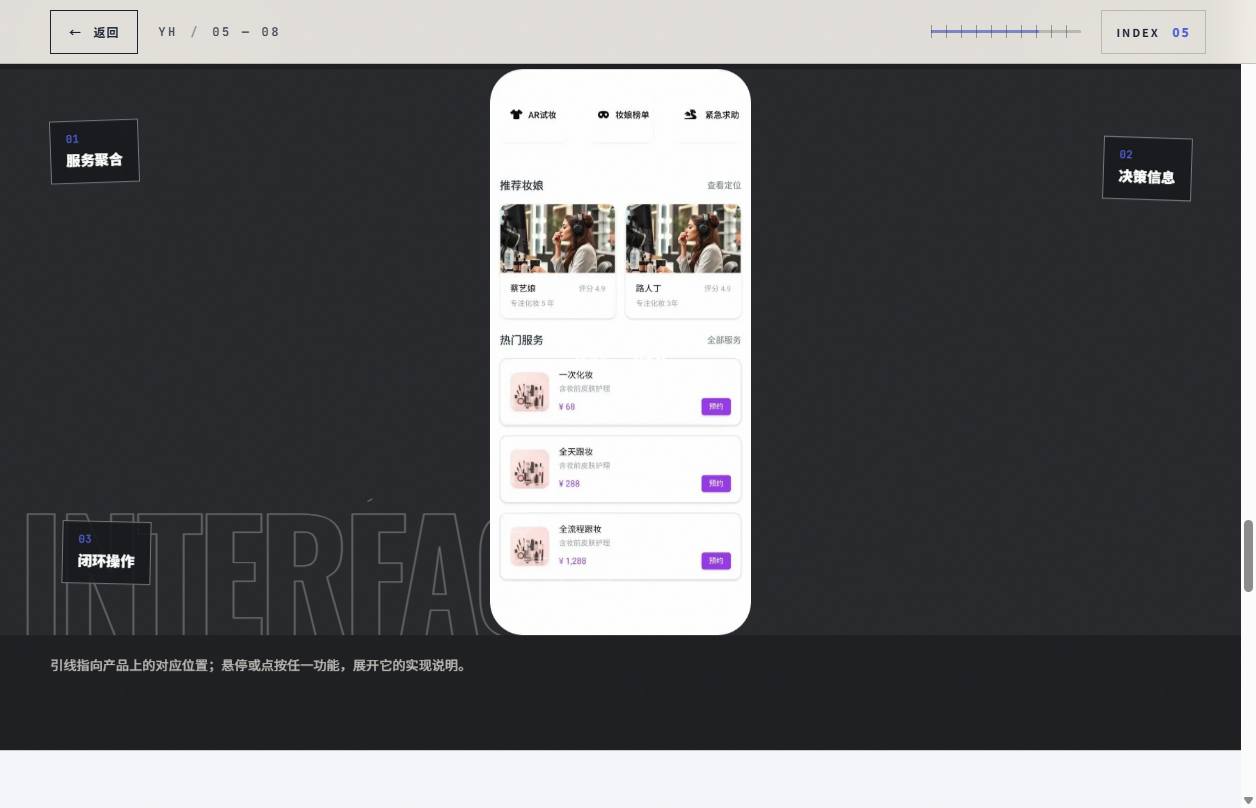 ← 返回
YH / 05 — 08
INDEX 05
01
服务聚合
02
决策信息
AR试妆
妆娘榜单
紧急求助
推荐妆娘
查看定位
蔡艺娘
评分 4.9
专注化妆 5 年
路人丁
评分 4.9
专注化妆 3年
热门服务
全部服务
一次化妆
含妆前皮肤护理
¥ 68
预约
全天跟妆
含妆前皮肤护理
¥ 288
预约
全流程跟妆
含妆前皮肤护理
¥ 1,288
预约
INTERFAC
03
闭环操作
引线指向产品上的对应位置；悬停或点按任一功能，展开它的实现说明。